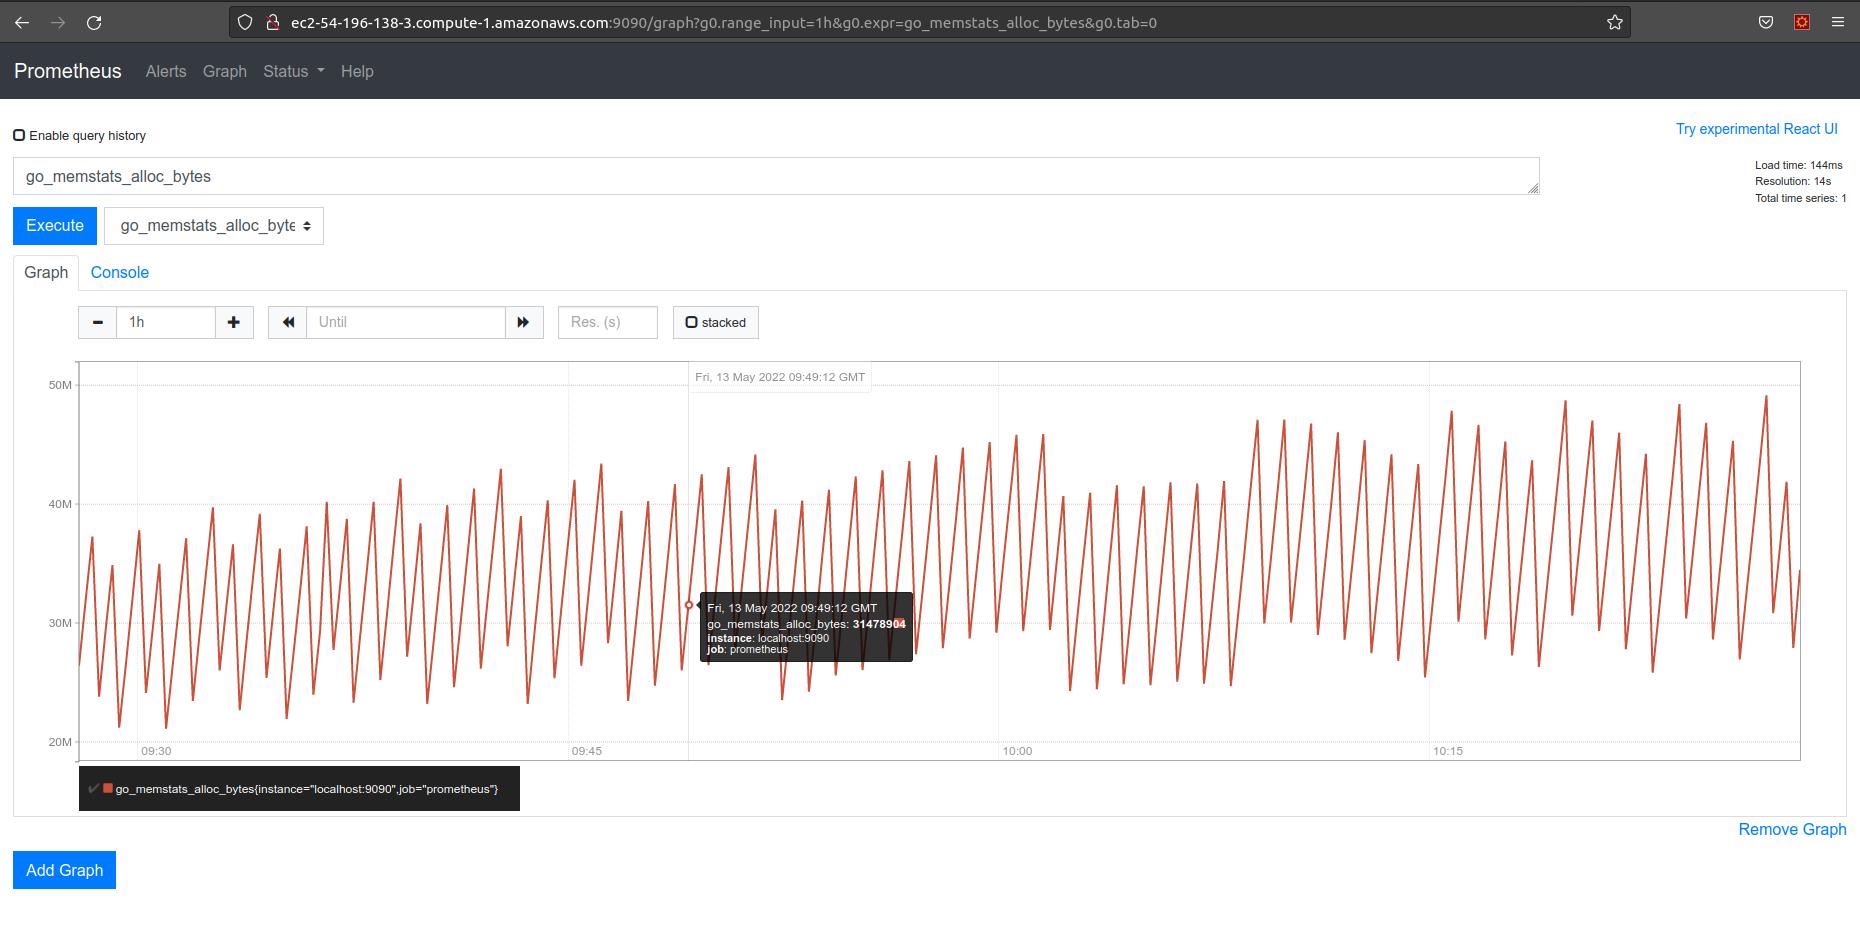 ec2-54-196-138-3.compute-1.amazonaws.com:9090/graph?g0.range_input=1h&g0.expr=go_memstats_alloc_bytes&g0.tab=0
Prometheus Alerts Graph Status Help
Enable query history
Try experimental React UI
go_memstats_alloc_bytes
Load time: 144ms
Resolution: 14s
Total time series: 1
Execute go_memstats_alloc_byte
Graph Console
1h Until Res. (s) stacked
Fri, 13 May 2022 09:49:12 GMT
50M
40M
30M
20M
Fri, 13 May 2022 09:49:12 GMT
go_memstats_alloc_bytes: 31478904
instance: localhost:9090
job: prometheus
09:30 09:45 10:00 10:15
go_memstats_alloc_bytes{instance="localhost:9090",job="prometheus"}
Remove Graph
Add Graph